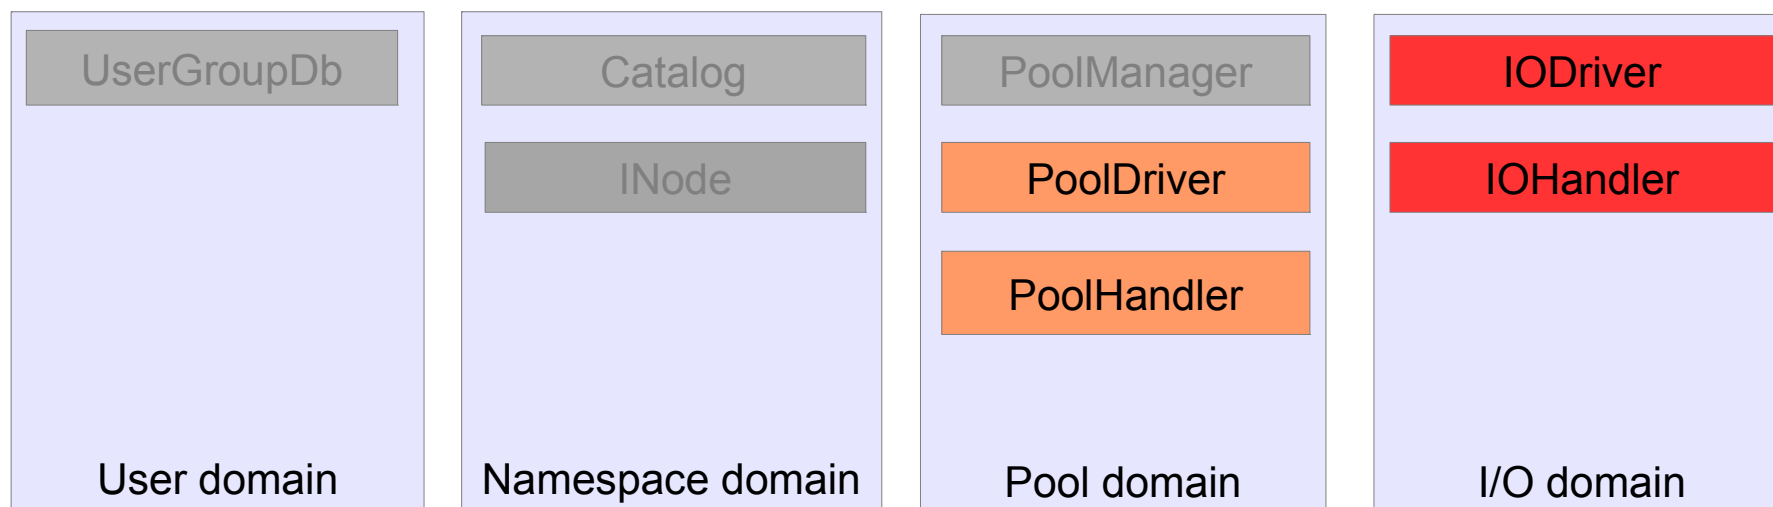 UserGroupDb
Catalog
INode
PoolManager
PoolDriver
PoolHandler
IODriver
IOHandler
User domain
Namespace domain
Pool domain
I/O domain